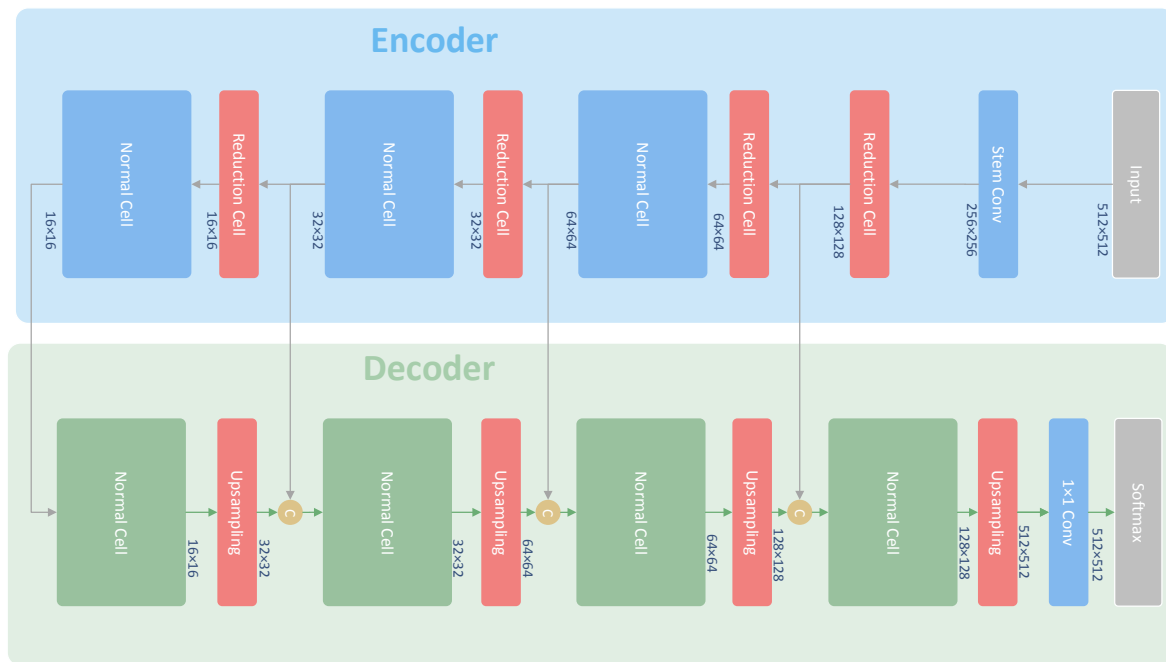 Encoder
Input
512×512
Stem Conv
256×256
Reduction Cell
128×128
Reduction Cell
64×64
Normal Cell
64×64
Reduction Cell
32×32
Normal Cell
32×32
Reduction Cell
16×16
Normal Cell
16×16
Decoder
Normal Cell
16×16
Upsampling
32×32
C
Normal Cell
32×32
Upsampling
64×64
C
Normal Cell
64×64
Upsampling
128×128
C
Normal Cell
128×128
Upsampling
512×512
1×1 Conv
512×512
Softmax